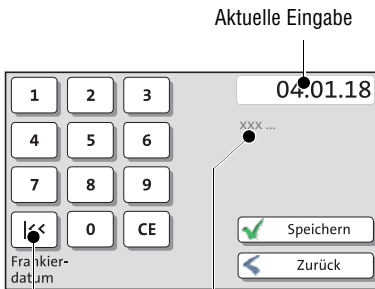 Aktuelle Eingabe
04.01.18
1 2 3
xxx ...
4 5 6
7 8 9
|<< 0 CE
Speichern
Frankier-
datum
Zurück